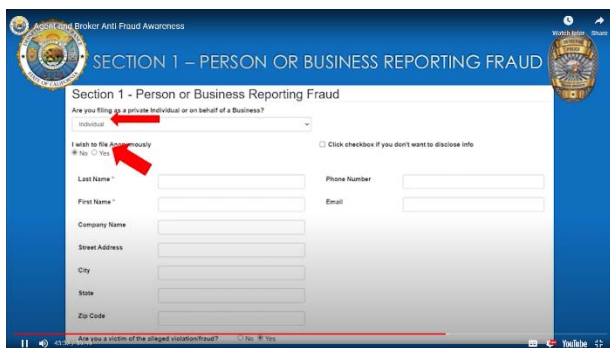 Agent and Broker Anti Fraud Awareness
Watch later Share
SECTION 1 – PERSON OR BUSINESS REPORTING FRAUD
Section 1 - Person or Business Reporting Fraud
Are you filing as a private Individual or on behalf of a Business?
Individual
I wish to file Anonymously
No Yes
Click checkbox if you don't want to disclose info
Last Name *
Phone Number
First Name *
Email
Company Name
Street Address
City
State
Zip Code
Are you a victim of the alleged violation/fraud? No Yes
YouTube